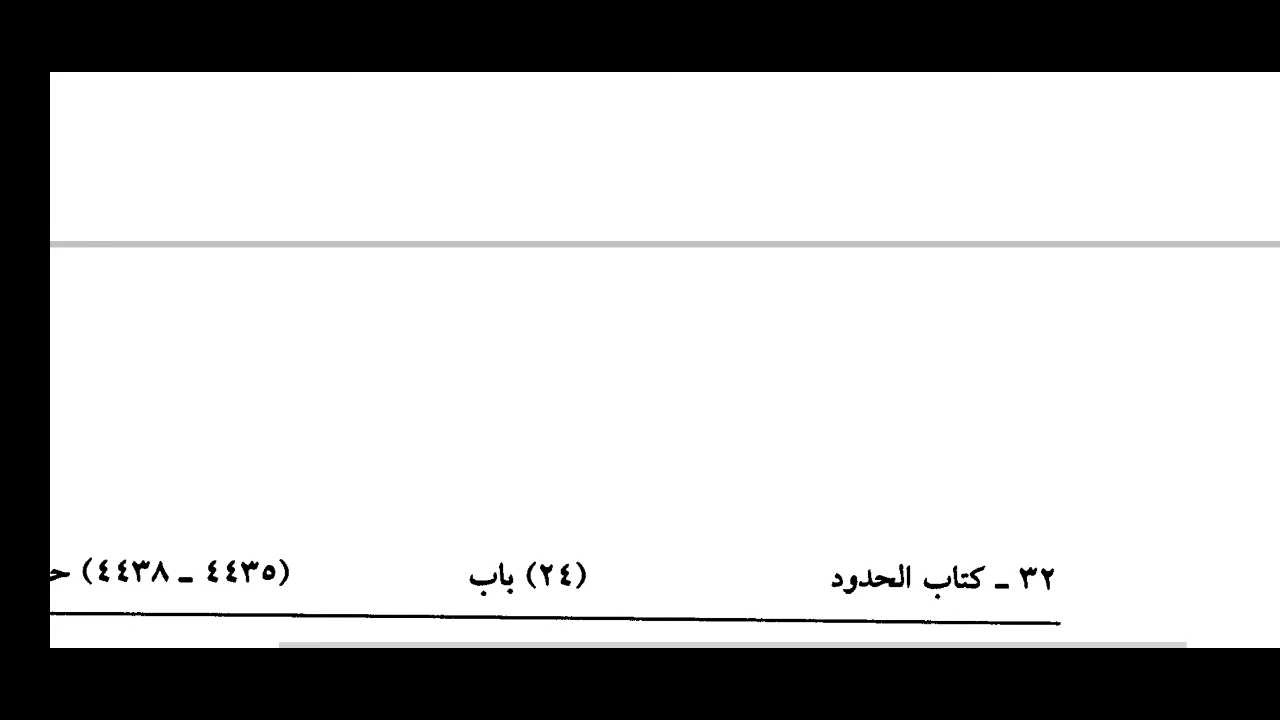 ٣٢ ـ كتاب الحدود (٢٤) باب (٤٤٣٥ ـ ٤٤٣٨)